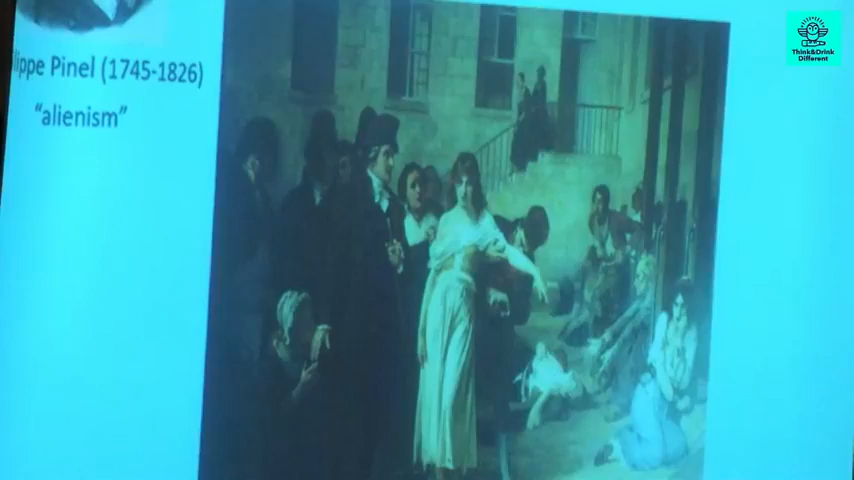 lippe Pinel (1745-1826)
“alienism”
Think&Drink
Different